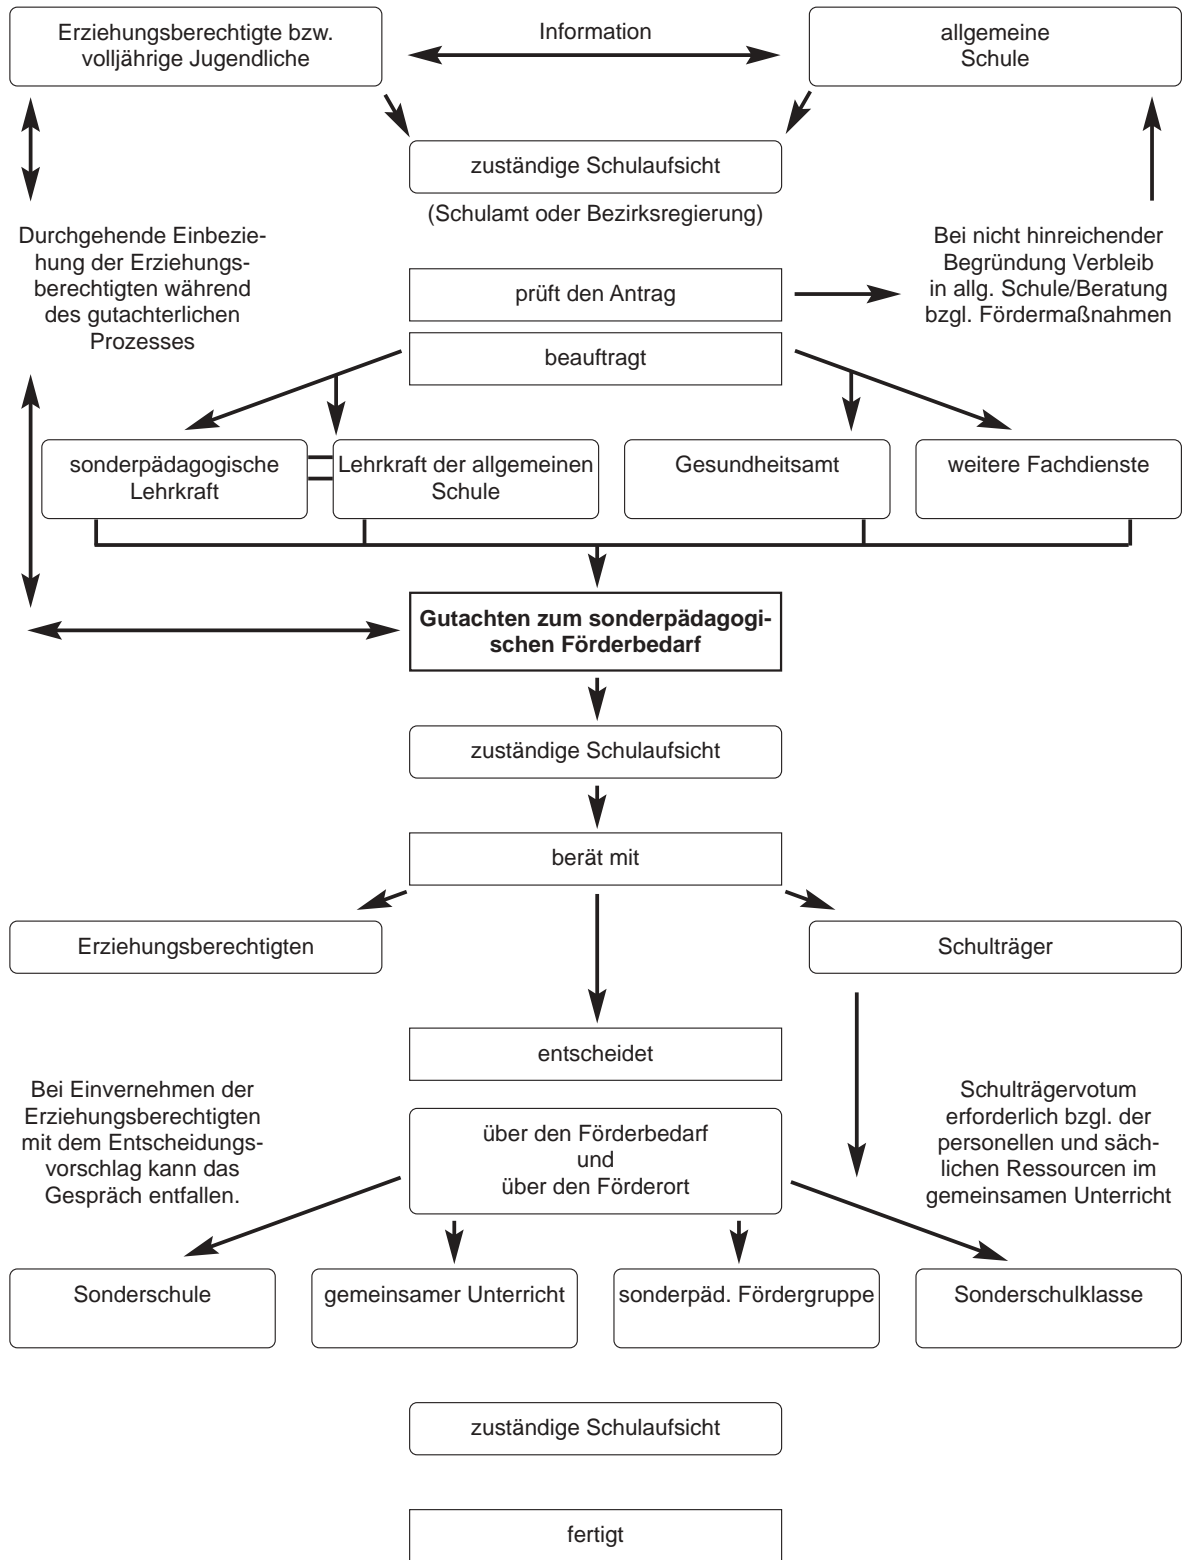 Erziehungsberechtigte bzw.
volljährige Jugendliche
Information
allgemeine
Schule
zuständige Schulaufsicht
(Schulamt oder Bezirksregierung)
Durchgehende Einbezie-
hung der Erziehungs-
berechtigten während
des gutachterlichen
Prozesses
Bei nicht hinreichender
Begründung Verbleib
in allg. Schule/Beratung
bzgl. Fördermaßnahmen
prüft den Antrag
beauftragt
sonderpädagogische
Lehrkraft
Lehrkraft der allgemeinen
Schule
Gesundheitsamt
weitere Fachdienste
Gutachten zum sonderpädagogi-
schen Förderbedarf
zuständige Schulaufsicht
berät mit
Erziehungsberechtigten
Schulträger
entscheidet
Bei Einvernehmen der
Erziehungsberechtigten
mit dem Entscheidungs-
vorschlag kann das
Gespräch entfallen.
über den Förderbedarf
und
über den Förderort
Schulträgervotum
erforderlich bzgl. der
personellen und säch-
lichen Ressourcen im
gemeinsamen Unterricht
Sonderschule
gemeinsamer Unterricht
sonderpäd. Fördergruppe
Sonderschulklasse
zuständige Schulaufsicht
fertigt